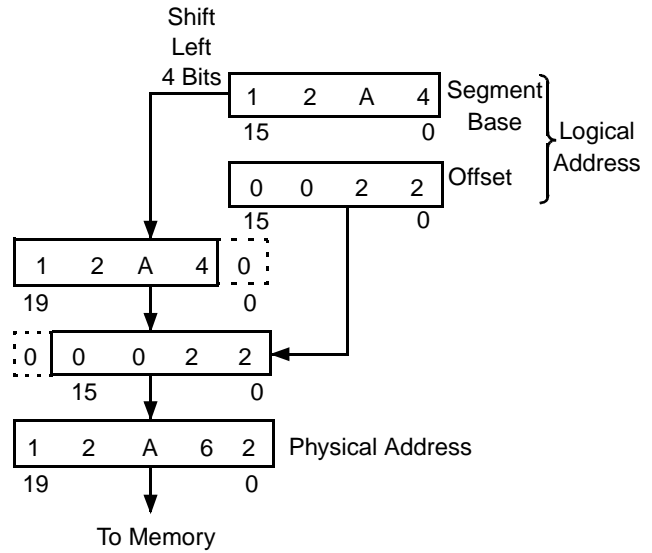 Shift
Left
4 Bits
1 2 A 4
Segment
Base
15 0
Logical
Address
0 0 2 2
Offset
15 0
1 2 A 4 0
19 0
0 0 0 2 2
15 0
1 2 A 6 2
Physical Address
19 0
To Memory